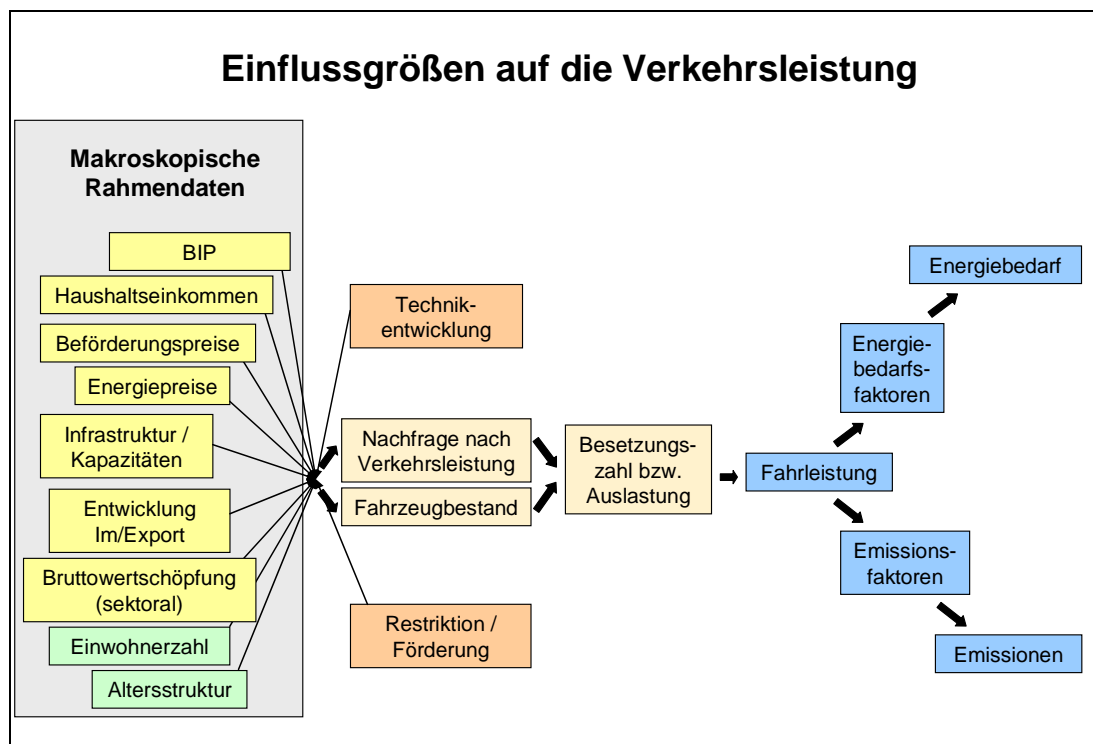 Einflussgrößen auf die Verkehrsleistung
Makroskopische
Rahmendaten
BIP
Haushaltseinkommen
Beförderungspreise
Energiepreise
Infrastruktur /
Kapazitäten
Entwicklung
Im/Export
Bruttowertschöpfung
(sektoral)
Einwohnerzahl
Altersstruktur
Technik-
entwicklung
Nachfrage nach
Verkehrsleistung
Fahrzeugbestand
Restriktion /
Förderung
Besetzungs-
zahl bzw.
Auslastung
Fahrleistung
Energiebedarf
Energie-
bedarfs-
faktoren
Emissions-
faktoren
Emissionen